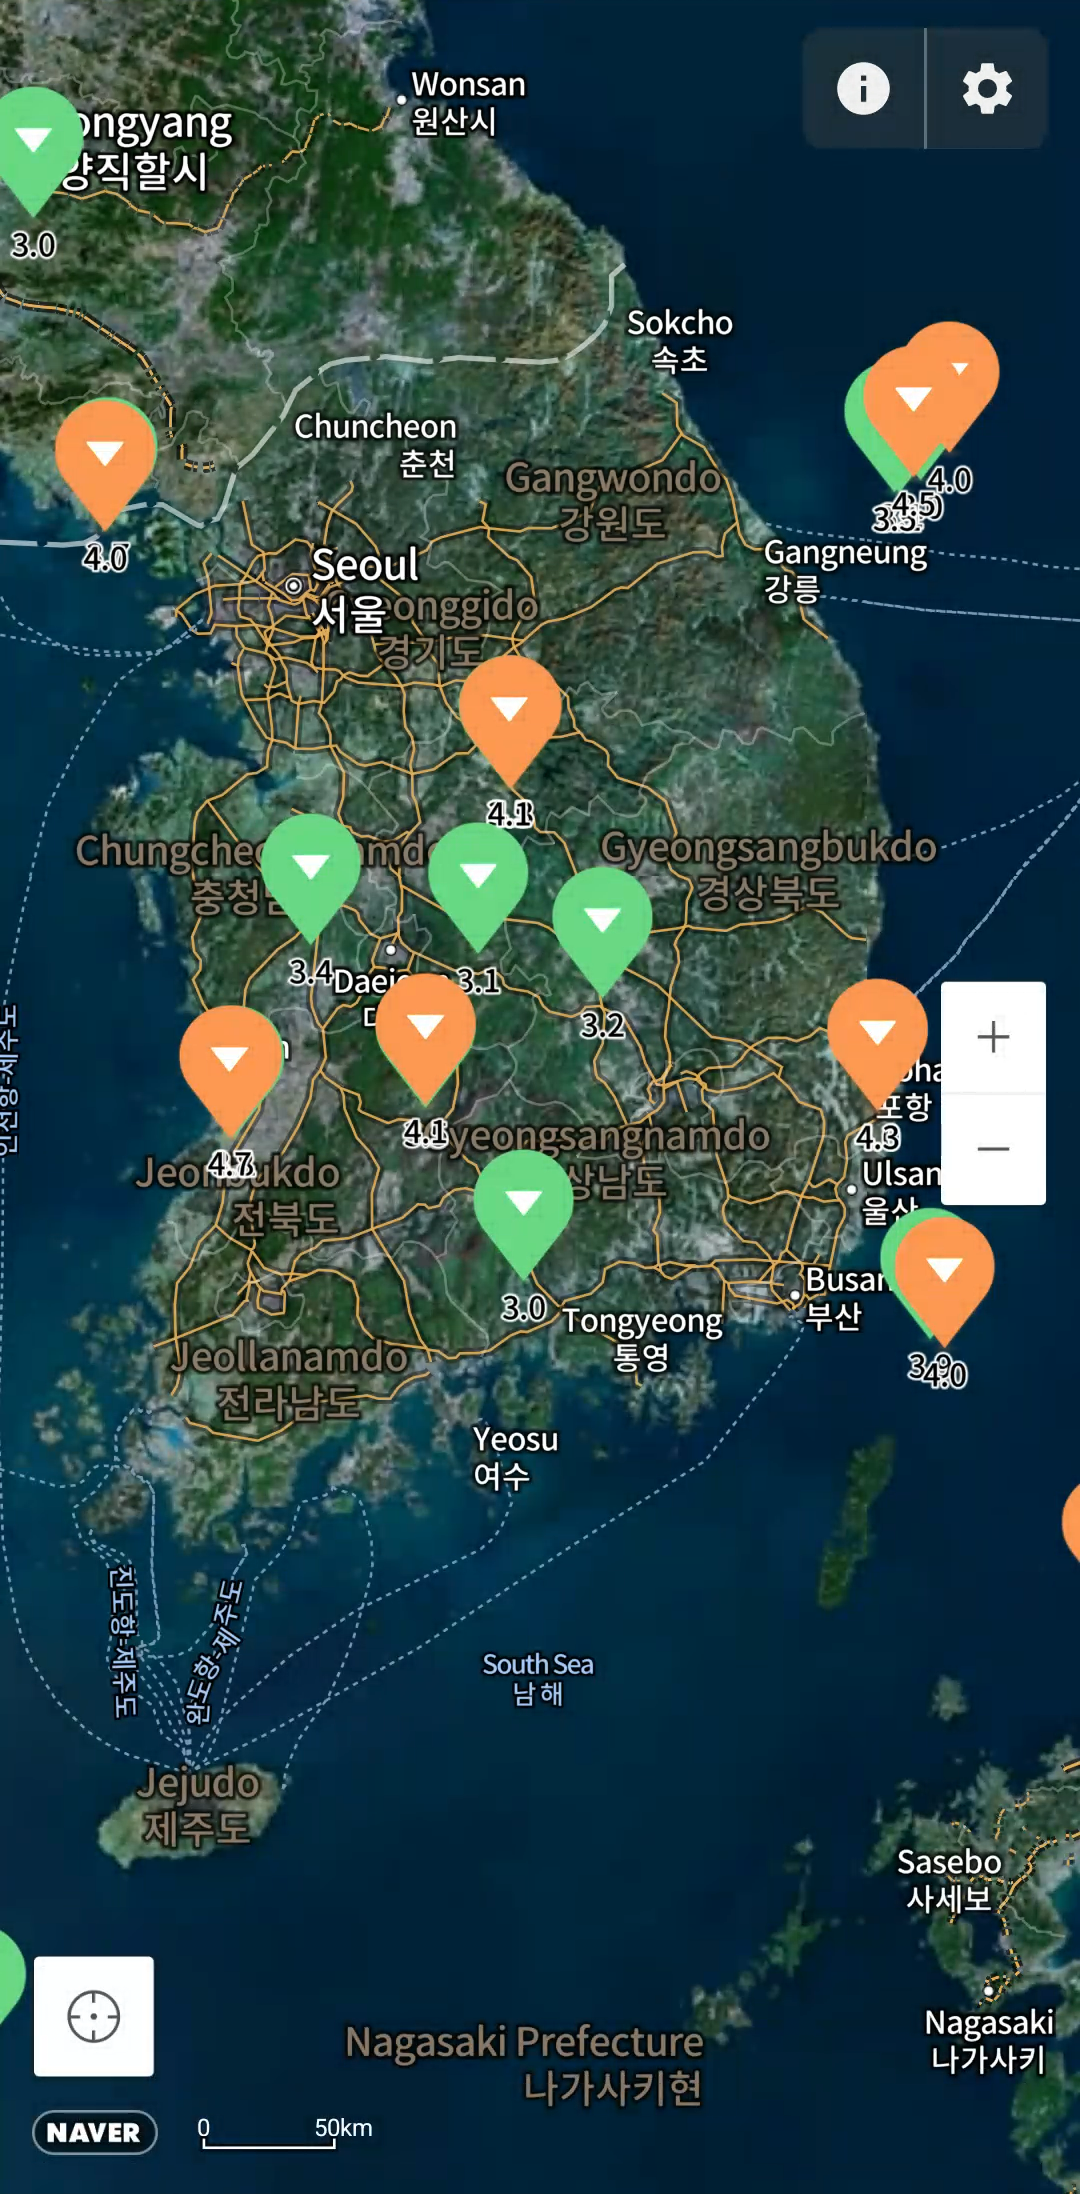 Wonsan
원산시
ongyang
양직할시
3.0
Sokcho
속초
Chuncheon
춘천
Gangwondo
강원도
4.0
4.5
4.0
Gangneung
강릉
Seoul
서울
onggido
경기도
4.1
Chungche
amdo
충청
Gyeongsangbukdo
경상북도
3.4
Daeje
3.1
3.2
인천항-제주도
n
oha
포항
4.3
4.1
yeongsangnamdo
상남도
4.7
Jeon
ukdo
전북도
Ulsan
울산
Busan
부산
3.0
Tongyeong
통영
3.9
4.0
Jeollanamdo
전라남도
Yeosu
여수
진도항-제주도
완도항-제주도
South Sea
남해
Jejudo
제주도
Sasebo
사세보
Nagasaki
나가사키
Nagasaki Prefecture
나가사키현
NAVER
0
50km